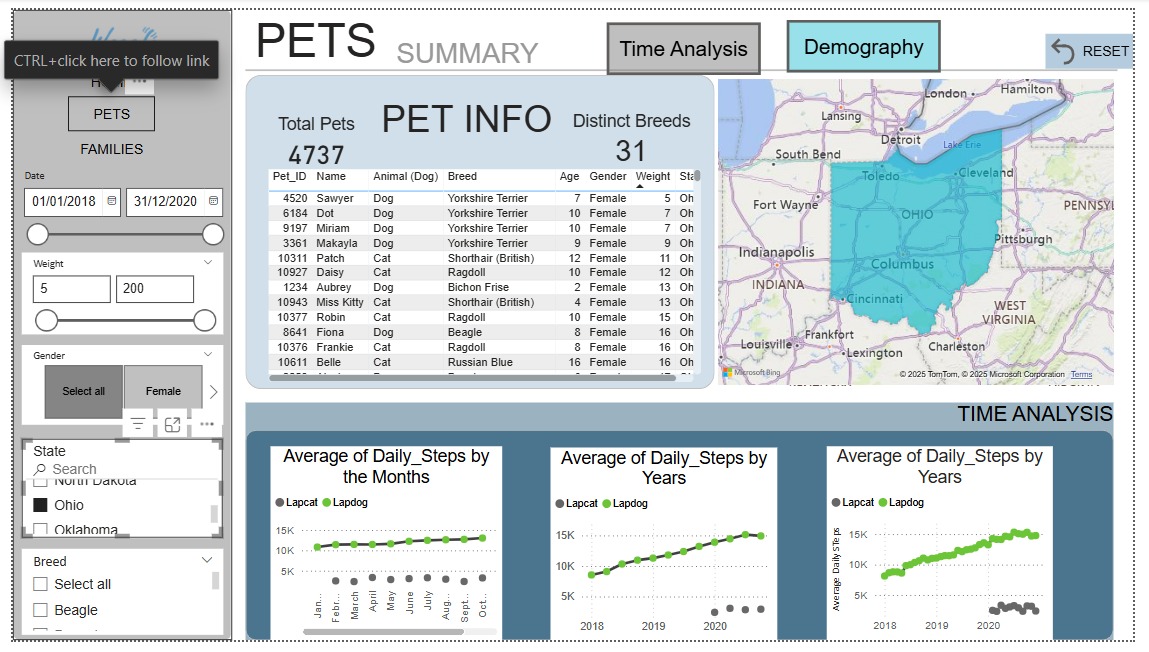 CTRL+click here to follow link
PETS
FAMILIES
Date
01/01/2018
31/12/2020
Weight
5
200
Gender
Select all
Female
State
Search
North Dakota
Ohio
Oklahoma
Breed
Select all
Beagle
PETS SUMMARY
Time Analysis
Demography
RESET
Total Pets
4737
PET INFO
Distinct Breeds
31
Pet_ID Name Animal (Dog) Breed Age Gender Weight Sta
4520 Sawyer Dog Yorkshire Terrier 7 Female 5 Oh
6184 Dot Dog Yorkshire Terrier 10 Female 7 Oh
9197 Miriam Dog Yorkshire Terrier 10 Female 7 Oh
3361 Makayla Dog Yorkshire Terrier 9 Female 9 Oh
10311 Patch Cat Shorthair (British) 12 Female 11 Oh
10927 Daisy Cat Ragdoll 10 Female 12 Oh
1234 Aubrey Dog Bichon Frise 2 Female 13 Oh
10943 Miss Kitty Cat Shorthair (British) 4 Female 13 Oh
10377 Robin Cat Ragdoll 10 Female 15 Oh
8641 Fiona Dog Beagle 8 Female 16 Oh
10376 Frankie Cat Ragdoll 8 Female 16 Oh
10611 Belle Cat Russian Blue 16 Female 16 Oh
London
Hamilton
Lansing
Detroit
Lake Erie
South Bend
Toledo
Cleveland
Fort Wayne
OHIO
PENNSYL
Pittsburgh
Indianapolis
Columbus
INDIANA
Cincinnati
WEST
VIRGINIA
Frankfort
Louisville
Charleston
Lexington
Microsoft Bing
© 2025 TomTom, © 2025 Microsoft Corporation Terms
TIME ANALYSIS
Average of Daily_Steps by
the Months
Lapcat Lapdog
15K
10K
5K
Jan...
Febr...
March
April
May
June
July
Aug...
Sept...
Oct...
Average of Daily_Steps by
Years
Lapcat Lapdog
15K
10K
5K
2018 2019 2020
Average of Daily_Steps by
Years
Lapcat Lapdog
Average Daily STeps
15K
10K
5K
2018 2019 2020